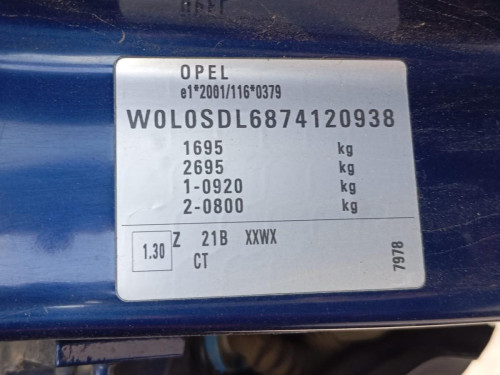 OPEL
e1*2001/116*0379
W0L0SDL6874120938
1695 kg
2695 kg
1-0920 kg
2-0800 kg
1.30 Z 21B XXWX
CT
7978